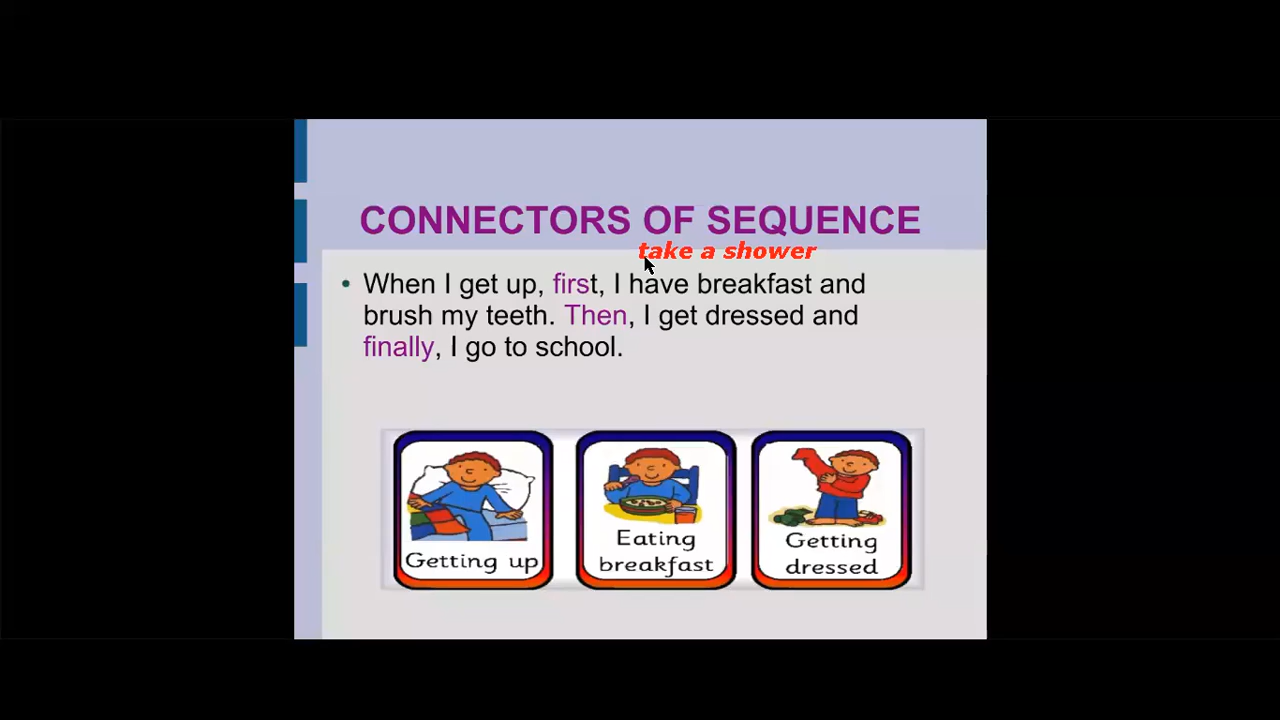 CONNECTORS OF SEQUENCE
take a shower
• When I get up, first, I have breakfast and
brush my teeth. Then, I get dressed and
finally, I go to school.
Getting up
Eating
breakfast
Getting
dressed